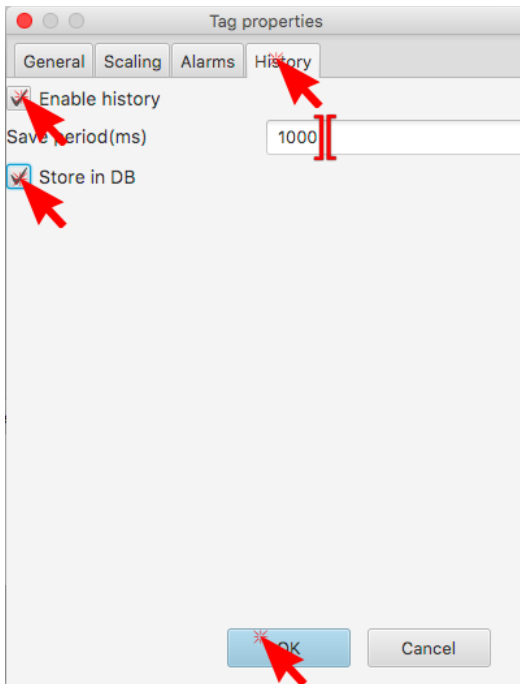 Tag properties
General Scaling Alarms History
Enable history
Save period(ms) 1000
Store in DB
OK Cancel